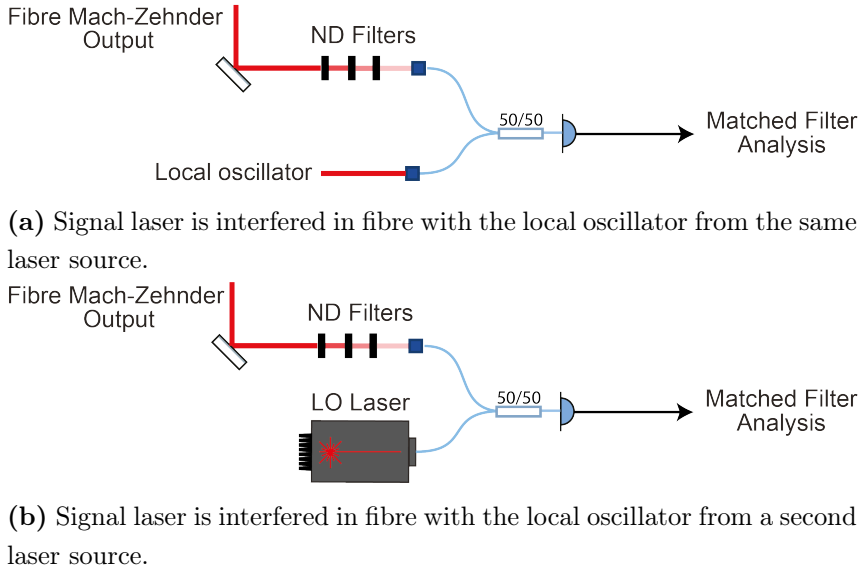 Fibre Mach-Zehnder
Output
ND Filters
50/50
Local oscillator
Matched Filter
Analysis
(a) Signal laser is interfered in fibre with the local oscillator from the same
laser source.
Fibre Mach-Zehnder
Output
ND Filters
LO Laser
50/50
Matched Filter
Analysis
(b) Signal laser is interfered in fibre with the local oscillator from a second
laser source.